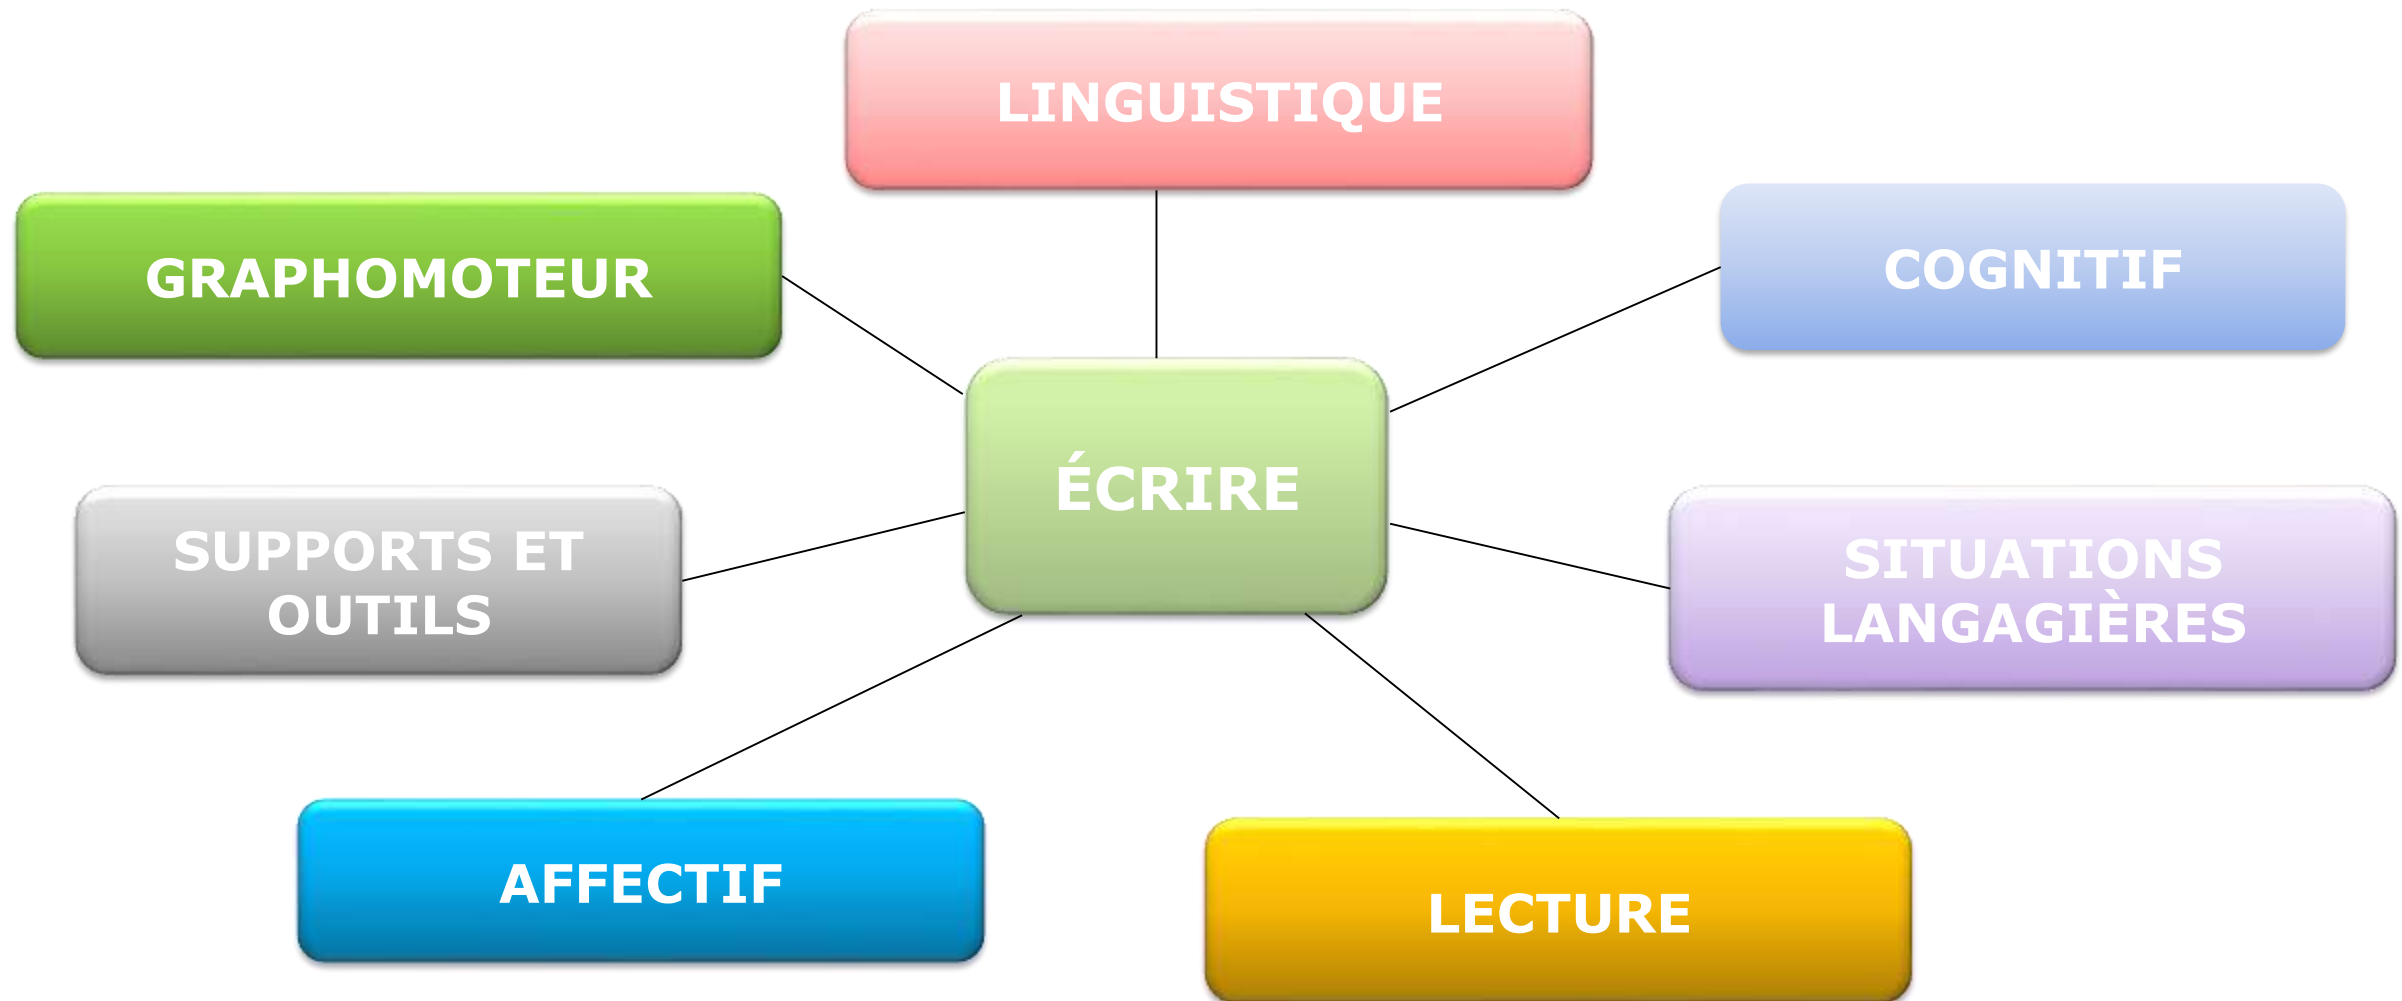 LINGUISTIQUE
GRAPHOMOTEUR
COGNITIF
ÉCRIRE
SUPPORTS ET
OUTILS
SITUATIONS
LANGAGIÈRES
AFFECTIF
LECTURE